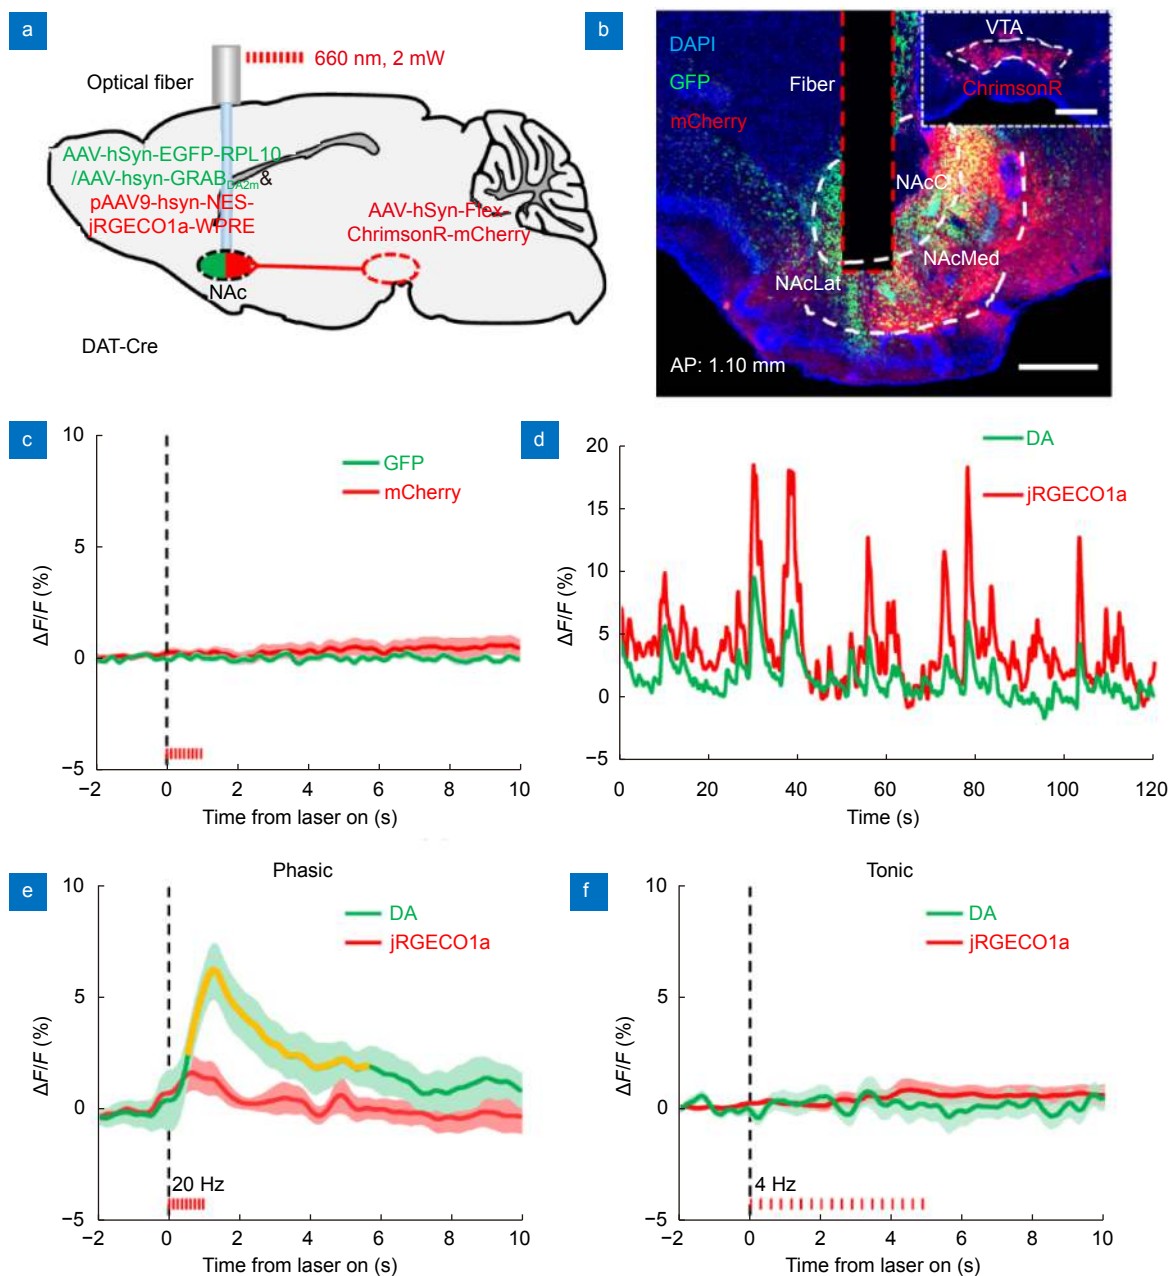 a
660 nm, 2 mW
Optical fiber
AAV-hSyn-EGFP-RPL10
/AAV-hsyn-GRAB DA2m &
pAAV9-hsyn-NES-
jRGECO1a-WPRE
AAV-hSyn-Flex-
ChrimsonR-mCherry
NAc
DAT-Cre
b
DAPI
GFP
mCherry
Fiber
VTA
ChrimsonR
NAcC
NAcMed
NAcLat
AP: 1.10 mm
c
10
5
0
−5
ΔF/F (%)
GFP
mCherry
−2 0 2 4 6 8 10
Time from laser on (s)
d
20
15
10
5
0
−5
ΔF/F (%)
DA
jRGECO1a
0 20 40 60 80 100 120
Time (s)
e
Phasic
10
5
0
−5
ΔF/F (%)
DA
jRGECO1a
20 Hz
−2 0 2 4 6 8 10
Time from laser on (s)
f
Tonic
10
5
0
−5
ΔF/F (%)
DA
jRGECO1a
4 Hz
−2 0 2 4 6 8 10
Time from laser on (s)